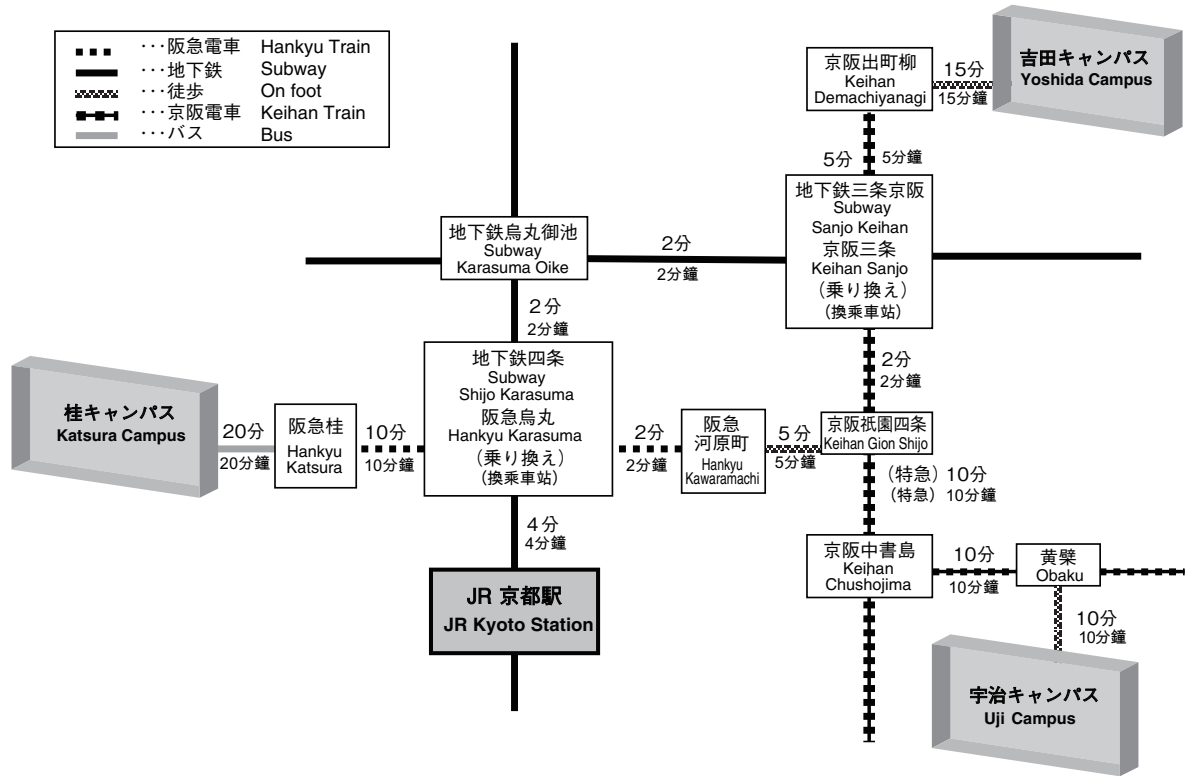 ･･･阪急電車 Hankyu Train
･･･地下鉄 Subway
･･･徒歩 On foot
･･･京阪電車 Keihan Train
･･･バス Bus
京阪出町柳
Keihan
Demachiyanagi
15分
15分鐘
吉田キャンパス
Yoshida Campus
5分
5分鐘
地下鉄三条京阪
Subway
Sanjo Keihan
京阪三条
Keihan Sanjo
(乗り換え)
(換乗車站)
地下鉄烏丸御池
Subway
Karasuma Oike
2分
2分鐘
2分
2分鐘
2分
2分鐘
桂キャンパス
Katsura Campus
20分
20分鐘
阪急桂
Hankyu
Katsura
10分
10分鐘
地下鉄四条
Subway
Shijo Karasuma
阪急烏丸
Hankyu Karasuma
(乗り換え)
(換乗車站)
2分
2分鐘
阪急
河原町
Hankyu
Kawaramachi
5分
5分鐘
京阪祇園四条
Keihan Gion Shijo
(特急) 10分
(特急) 10分鐘
4分
4分鐘
JR 京都駅
JR Kyoto Station
京阪中書島
Keihan
Chushojima
10分
10分鐘
黄檗
Obaku
10分
10分鐘
宇治キャンパス
Uji Campus